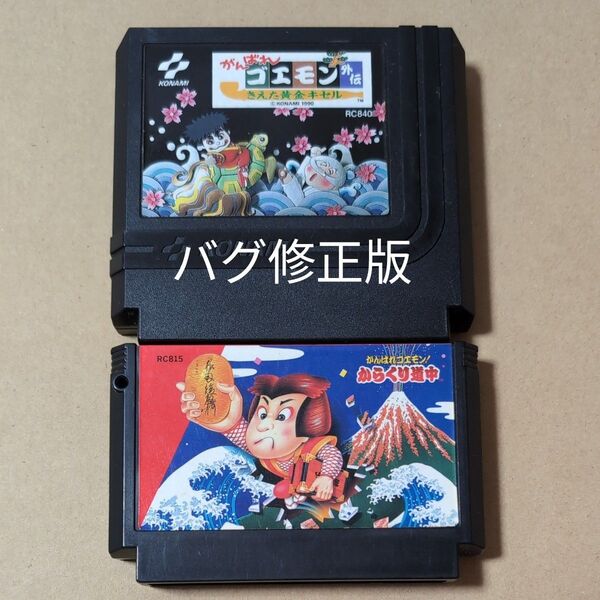 KONAMI
がんばれ
ゴエモン外伝
きえた黄金キセル
© KONAMI 1990
TM
RC840
KONAMI
バグ修正版
RC815
がんばれゴエモン!
からくり道中